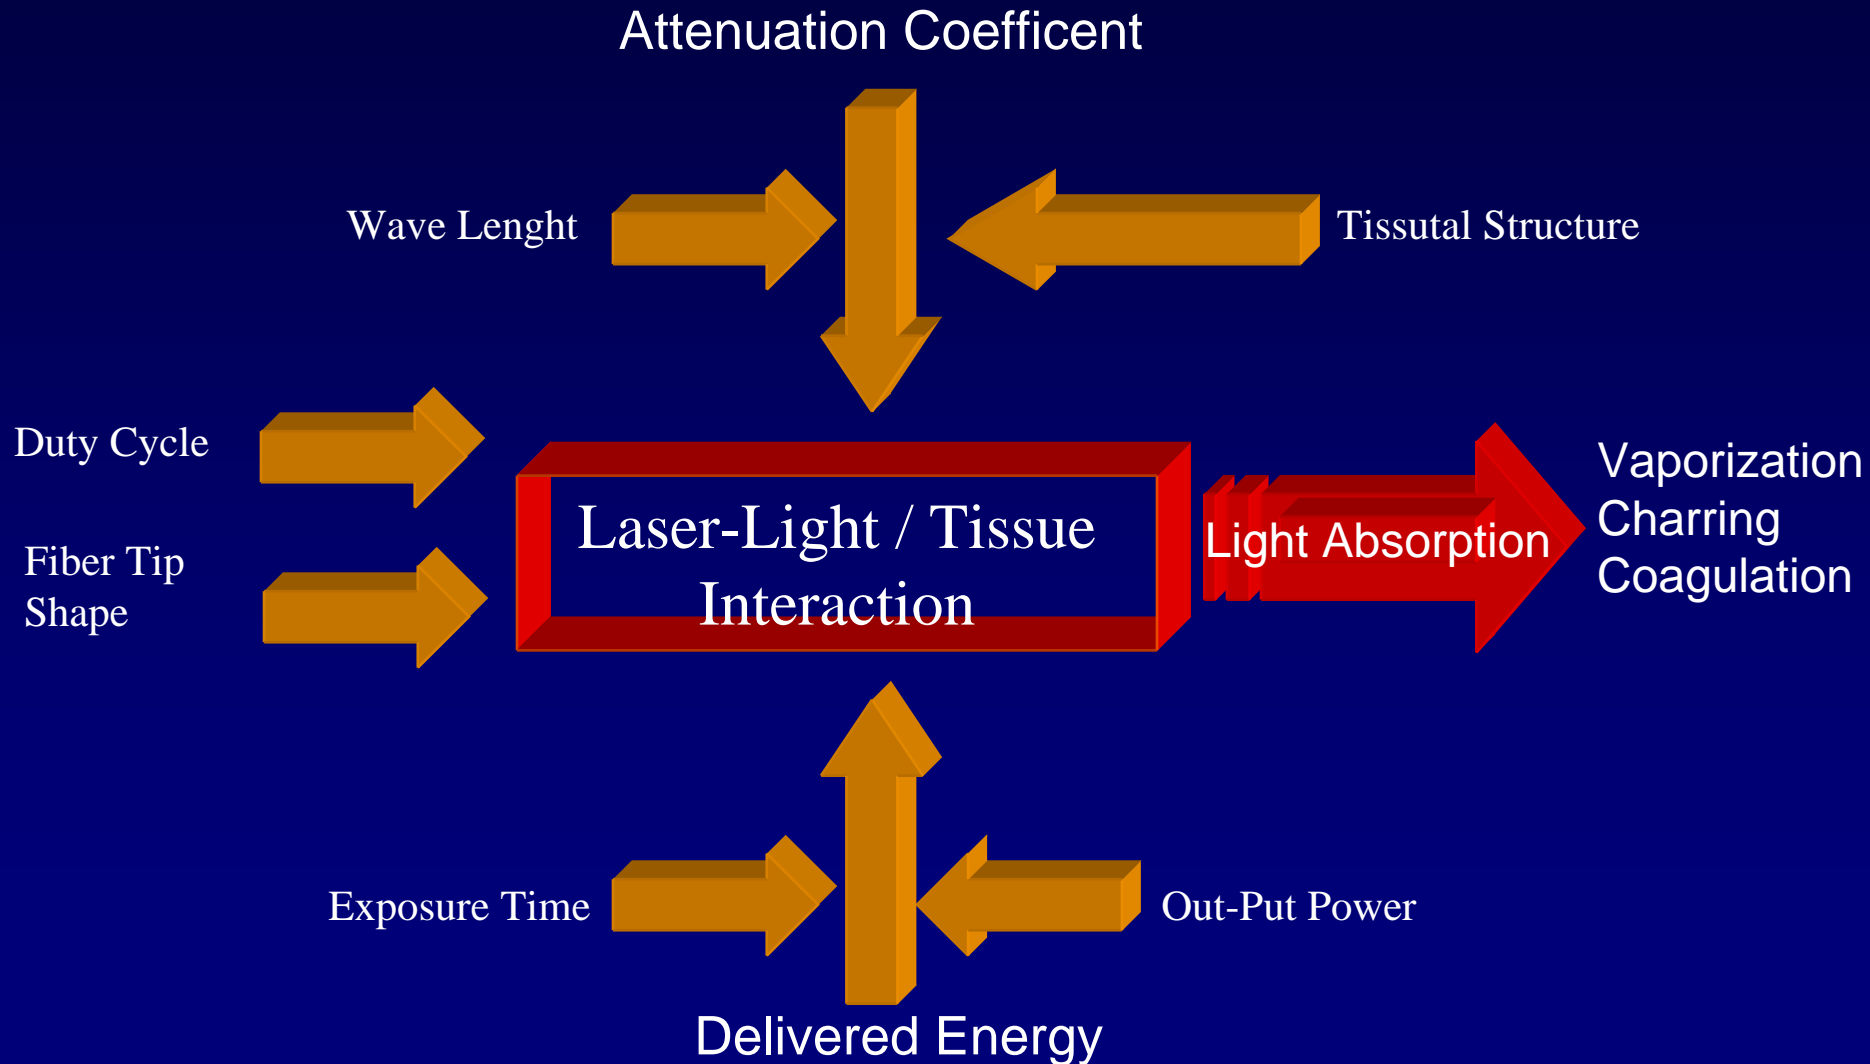 Attenuation Coefficent
Wave Lenght
Tissutal Structure
Duty Cycle
Fiber Tip
Shape
Laser-Light / Tissue
Interaction
Light Absorption
Vaporization
Charring
Coagulation
Exposure Time
Out-Put Power
Delivered Energy